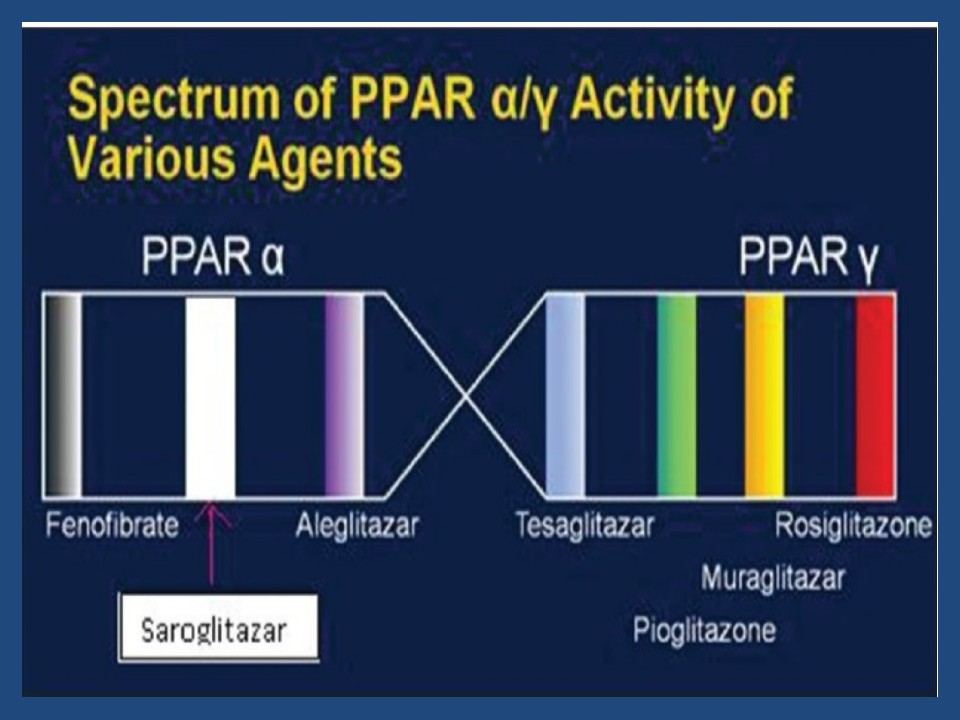 Spectrum of PPAR α/γ Activity of
Various Agents
PPAR α
PPAR γ
Fenofibrate
Aleglitazar
Tesaglitazar
Rosiglitazone
Muraglitazar
Pioglitazone
Saroglitazar